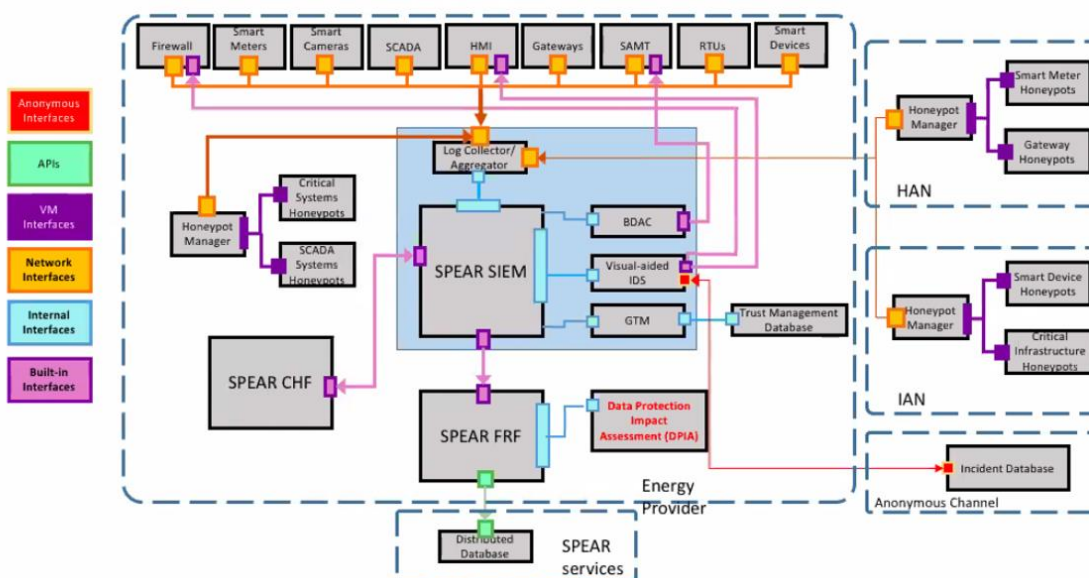 Firewall
Smart
Meters
Smart
Cameras
SCADA
HMI
Gateways
SAMT
RTUs
Smart
Devices
Anonymous
Interfaces
APIs
VM
Interfaces
Network
Interfaces
Internal
Interfaces
Built-in
Interfaces
Log Collector/
Aggregator
Critical
Systems
Honeypots
Honeypot
Manager
SCADA
Systems
Honeypots
SPEAR SIEM
BDAC
Visual-aided
IDS
GTM
Trust Management
Database
SPEAR CHF
SPEAR FRF
Data Protection
Impact
Assessment (DPIA)
Energy
Provider
Distributed
Database
SPEAR
services
Honeypot
Manager
Smart Meter
Honeypots
Gateway
Honeypots
HAN
Honeypot
Manager
Smart Device
Honeypots
Critical
Infrastructure
Honeypots
IAN
Incident Database
Anonymous Channel